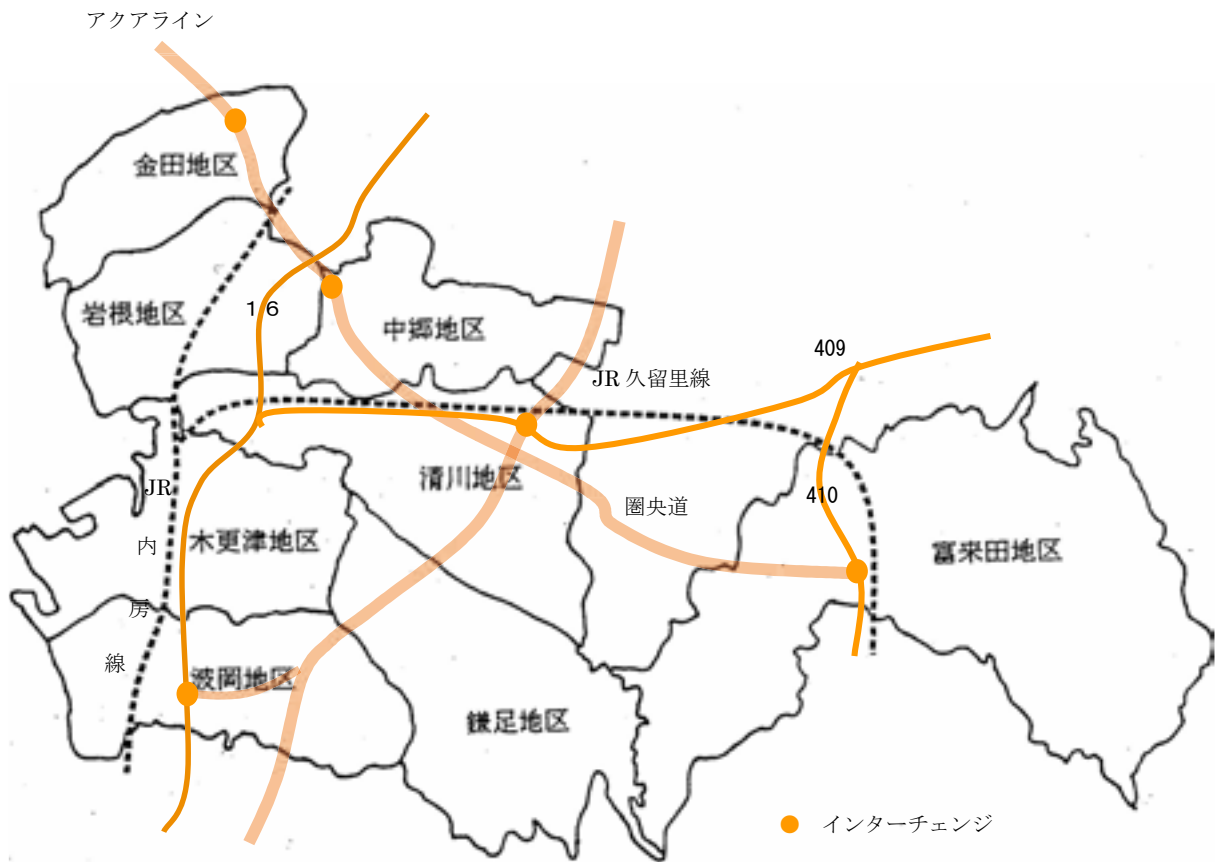 アクアライン
金田地区
岩根地区
16
中郷地区
409
JR久留里線
清川地区
410
圏央道
JR
内
房
線
木更津地区
富来田地区
波岡地区
鎌足地区
インターチェンジ